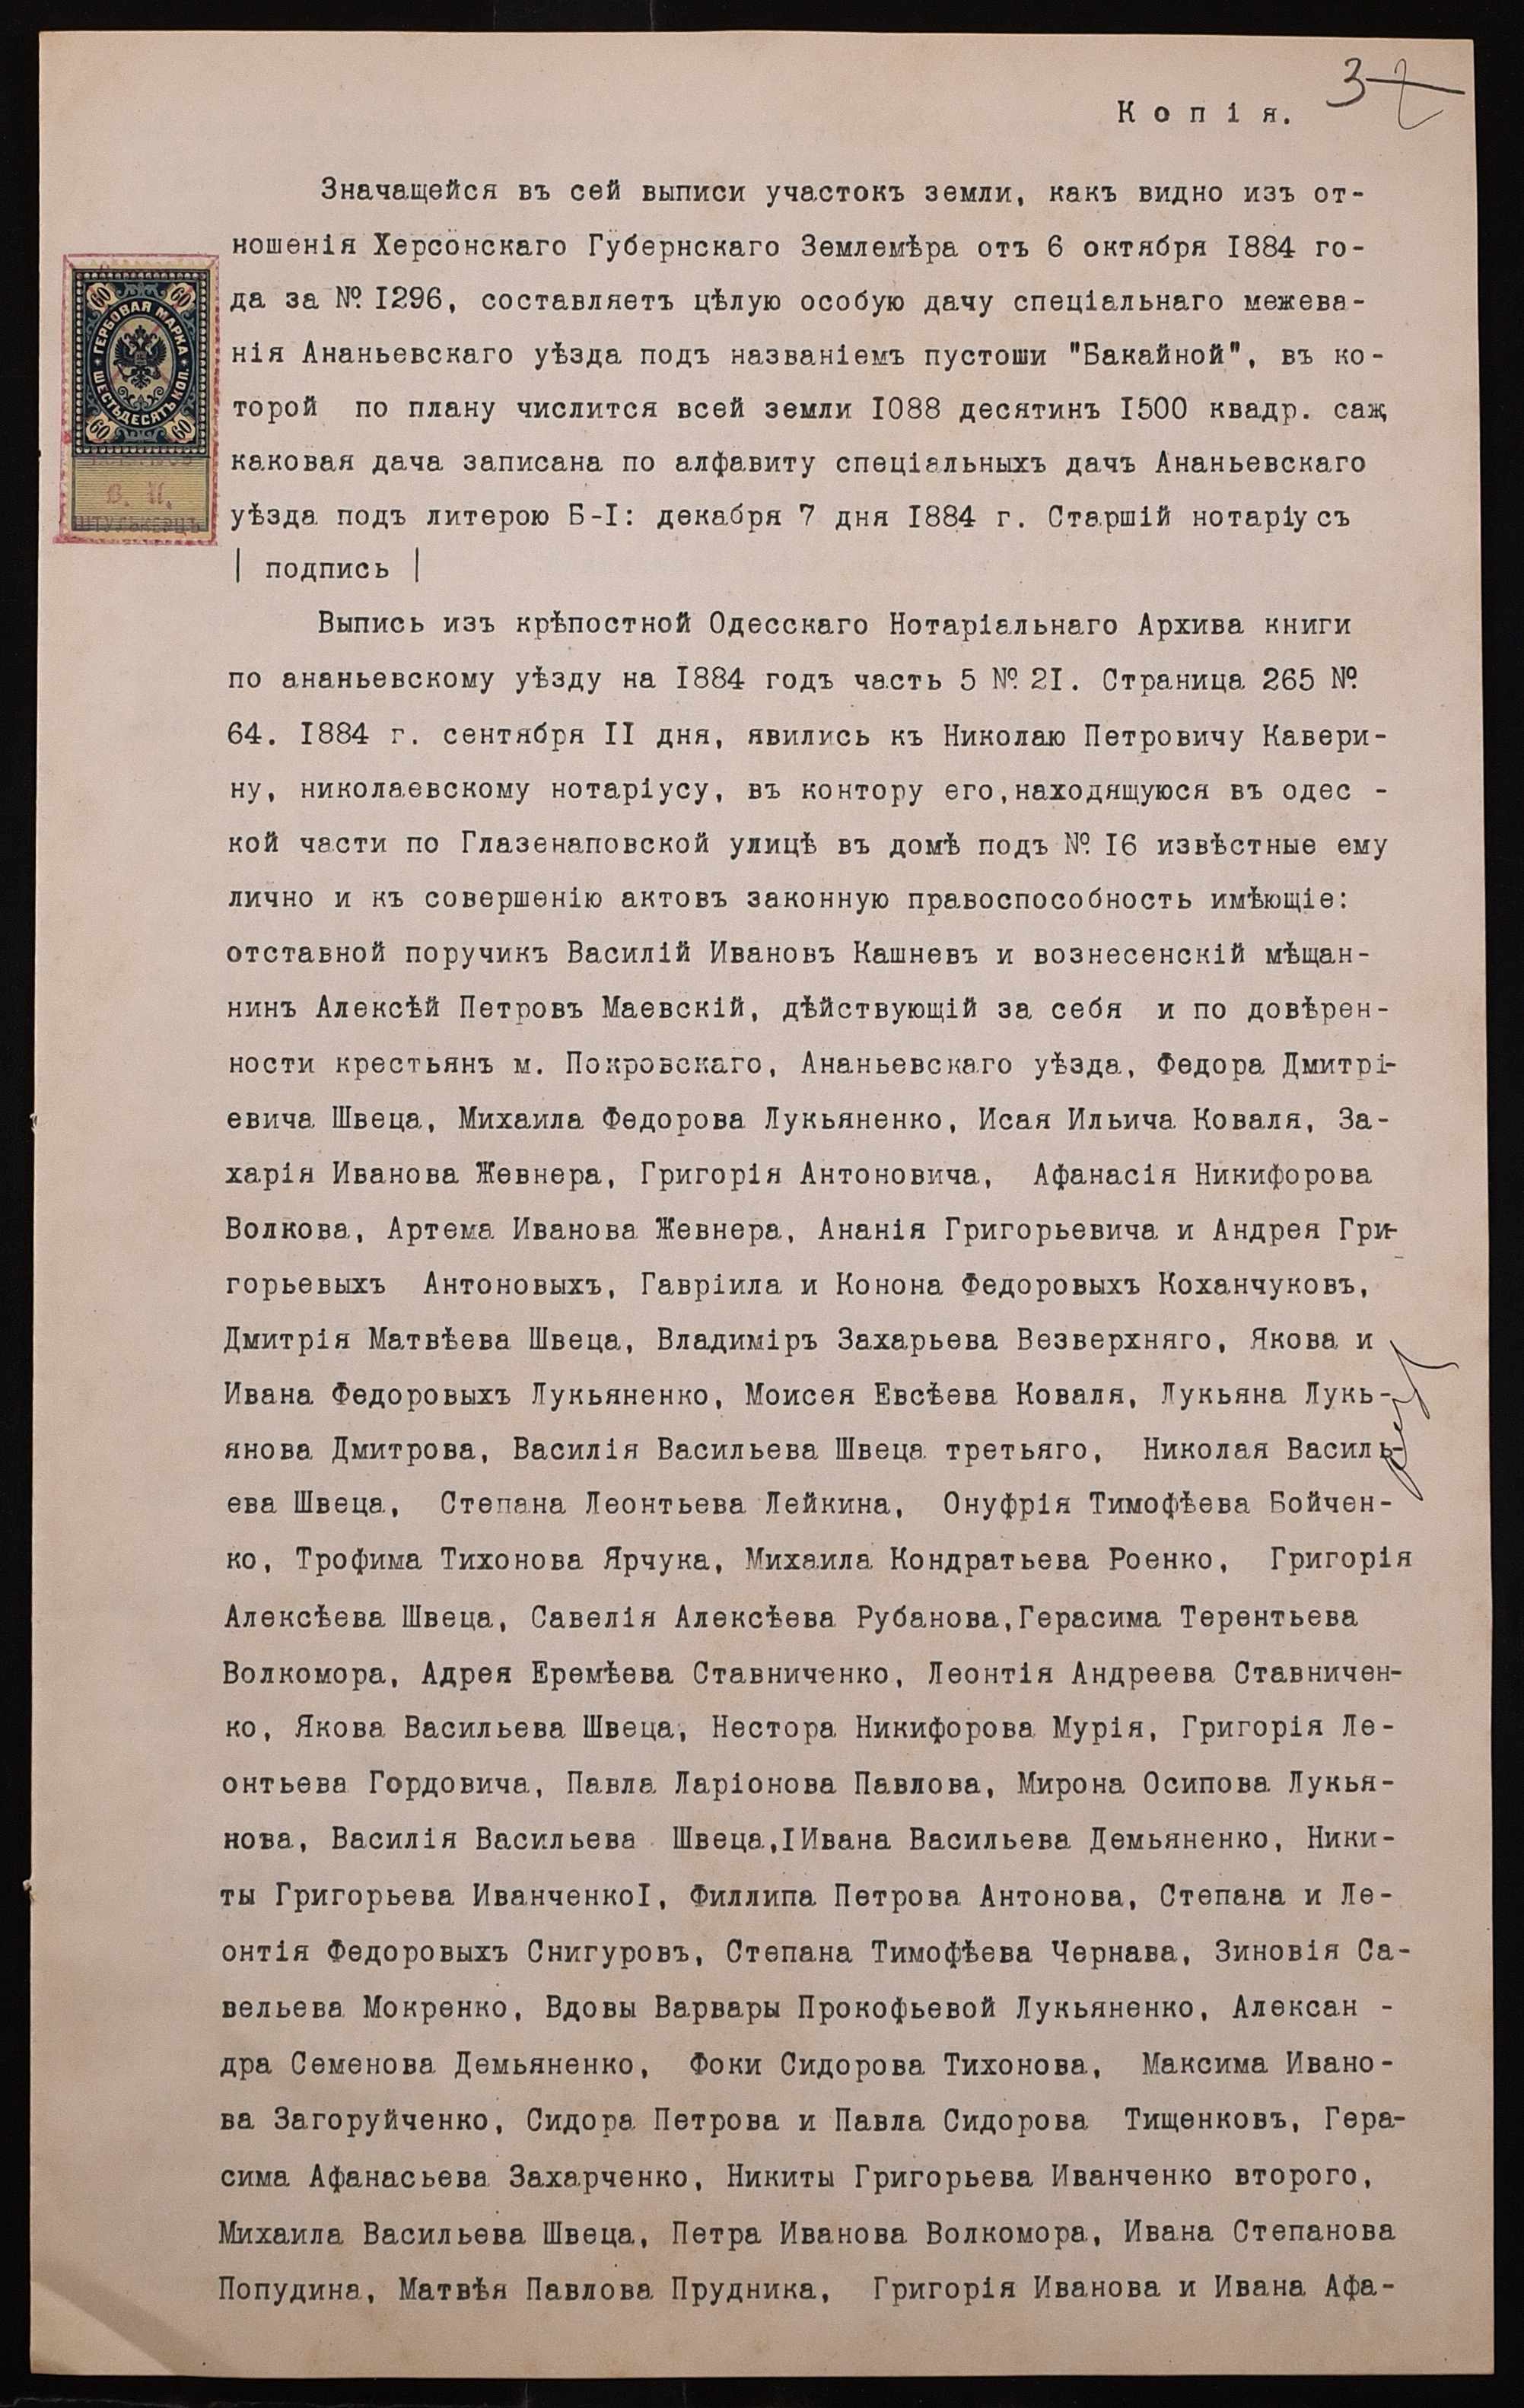 3
Копія.
Значащейся въ сей выписи участокъ земли, какъ видно изъ от-
ношенія Херсонскаго Губернскаго Землемѣра отъ 6 октября 1884 го-
да за № 1296, составляетъ цѣлую особую дачу спеціальнаго межева-
нія Ананьевскаго уѣзда подъ названіемъ пустоши "Бакайной", въ ко-
торой по плану числится всей земли 1088 десятинъ 1500 квадр. саж,
каковая дача записана по алфавиту спеціальныхъ дачъ Ананьевскаго
уѣзда подъ литерою Б-I: декабря 7 дня 1884 г. Старшій нотаріусъ
| подпись |
60 60
ГЕРБОВАЯ МАРКА
ШЕСТЬДЕСЯТЪ КОП.
60 60
В. И.
ШТУЛЬКЕРЦЪ
Выпись изъ крѣпостной Одесскаго Нотаріальнаго Архива книги
по ананьевскому уѣзду на 1884 годъ часть 5 № 21. Страница 265 №
64. 1884 г. сентября 11 дня, явились къ Николаю Петровичу Кавери-
ну, николаевскому нотаріусу, въ контору его,находящуюся въ одес -
кой части по Глазенаповской улицѣ въ домѣ подъ № 16 извѣстные ему
лично и къ совершенію актовъ законную правоспособность имѣющіе:
отставной поручикъ Василій Ивановъ Кашневъ и вознесенскій мѣщан-
нинъ Алексѣй Петровъ Маевскій, дѣйствующій за себя и по довѣрен-
ности крестьянъ м. Покровскаго, Ананьевскаго уѣзда, Федора Дмитрі-
евича Швеца, Михаила Федорова Лукьяненко, Исая Ильича Коваля, За-
харія Иванова Жевнера, Григорія Антоновича, Афанасія Никифорова
Волкова, Артема Иванова Жевнера, Ананія Григорьевича и Андрея Гри-
горьевыхъ Антоновыхъ, Гавріила и Конона Федоровыхъ Коханчуковъ,
Дмитрія Матвѣева Швеца, Владиміръ Захарьева Везверхняго, Якова и
Ивана Федоровыхъ Лукьяненко, Моисея Евсѣева Коваля, Лукьяна Лукь-
янова Дмитрова, Василія Васильева Швеца третьяго, Николая Василь-
ева Швеца, Степана Леонтьева Лейкина, Онуфрія Тимофѣева Бойчен-
ко, Трофима Тихонова Ярчука, Михаила Кондратьева Роенко, Григорія
Алексѣева Швеца, Савелія Алексѣева Рубанова,Герасима Терентьева
Волкомора, Адрея Еремѣева Ставниченко, Леонтія Андреева Ставничен-
ко, Якова Васильева Швеца, Нестора Никифорова Мурія, Григорія Ле-
онтьева Гордовича, Павла Ларіонова Павлова, Мирона Осипова Лукья-
нова, Василія Васильева Швеца,I Ивана Васильева Демьяненко, Ники-
ты Григорьева ИванченкоI, Филлипа Петрова Антонова, Степана и Ле-
онтія Федоровыхъ Снигуровъ, Степана Тимофѣева Чернава, Зиновія Са-
вельева Мокренко, Вдовы Варвары Прокофьевой Лукьяненко, Алексан -
дра Семенова Демьяненко, Фоки Сидорова Тихонова, Максима Ивано-
ва Загоруйченко, Сидора Петрова и Павла Сидорова Тищенковъ, Гера-
сима Афанасьева Захарченко, Никиты Григорьева Иванченко второго,
Михаила Васильева Швеца, Петра Иванова Волкомора, Ивана Степанова
Попудина, Матвѣя Павлова Прудника, Григорія Иванова и Ивана Афа-